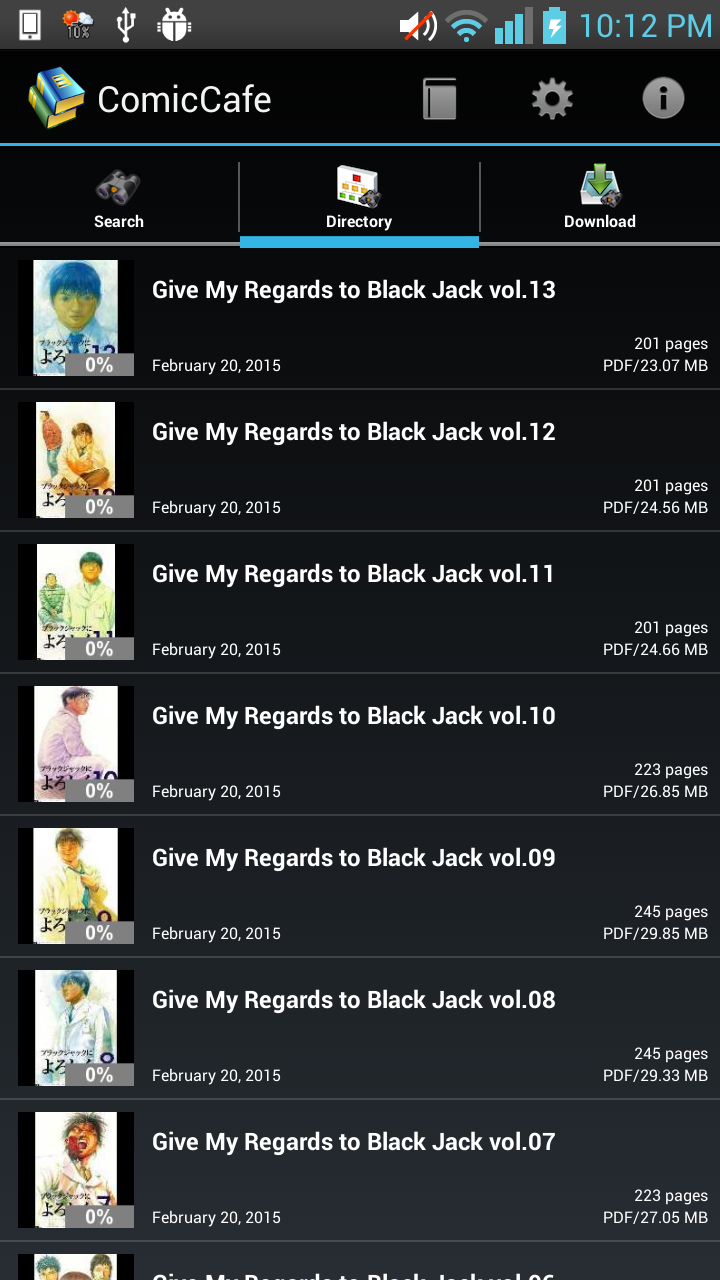 10%
10:12 PM
ComicCafe
Search
Directory
Download
Give My Regards to Black Jack vol.13
201 pages
ブラックジャックに
よろ
0%
February 20, 2015
PDF/23.07 MB
Give My Regards to Black Jack vol.12
201 pages
ブラックジャックに
よろ
0%
February 20, 2015
PDF/24.56 MB
Give My Regards to Black Jack vol.11
201 pages
ブラックジャックに
よろ
0%
February 20, 2015
PDF/24.66 MB
Give My Regards to Black Jack vol.10
223 pages
ブラックジャックに
よろ
0%
February 20, 2015
PDF/26.85 MB
Give My Regards to Black Jack vol.09
245 pages
ブラックジャックに
よろ
0%
February 20, 2015
PDF/29.85 MB
Give My Regards to Black Jack vol.08
245 pages
ブラックジャックに
よろ
0%
February 20, 2015
PDF/29.33 MB
Give My Regards to Black Jack vol.07
223 pages
ブラックジャックに
よろ
0%
February 20, 2015
PDF/27.05 MB
Give My Regards to Black Jack vol.06